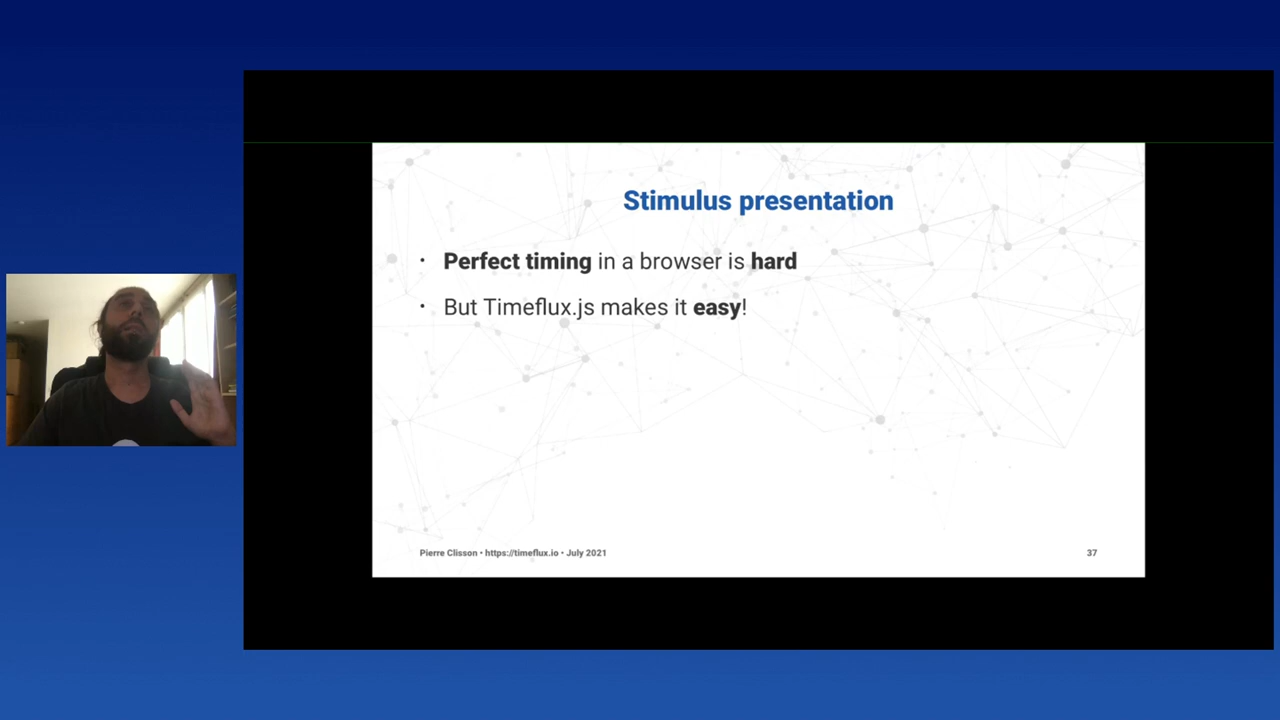 Stimulus presentation
• Perfect timing in a browser is hard
• But Timeflux.js makes it easy!
Pierre Clisson • https://timeflux.io • July 2021
37